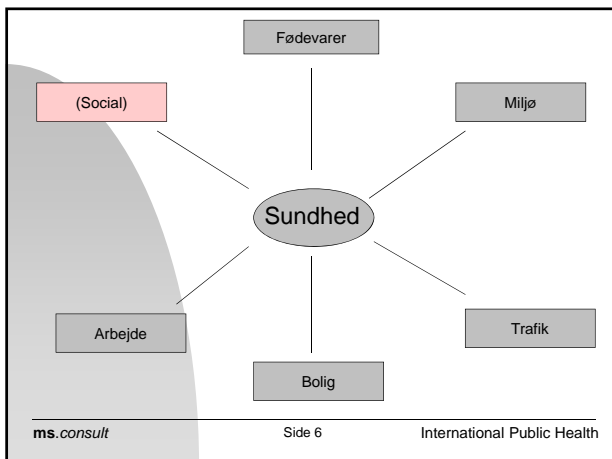 Fødevarer
(Social)
Miljø
Sundhed
Arbejde
Trafik
Bolig
ms.consult
Side 6
International Public Health